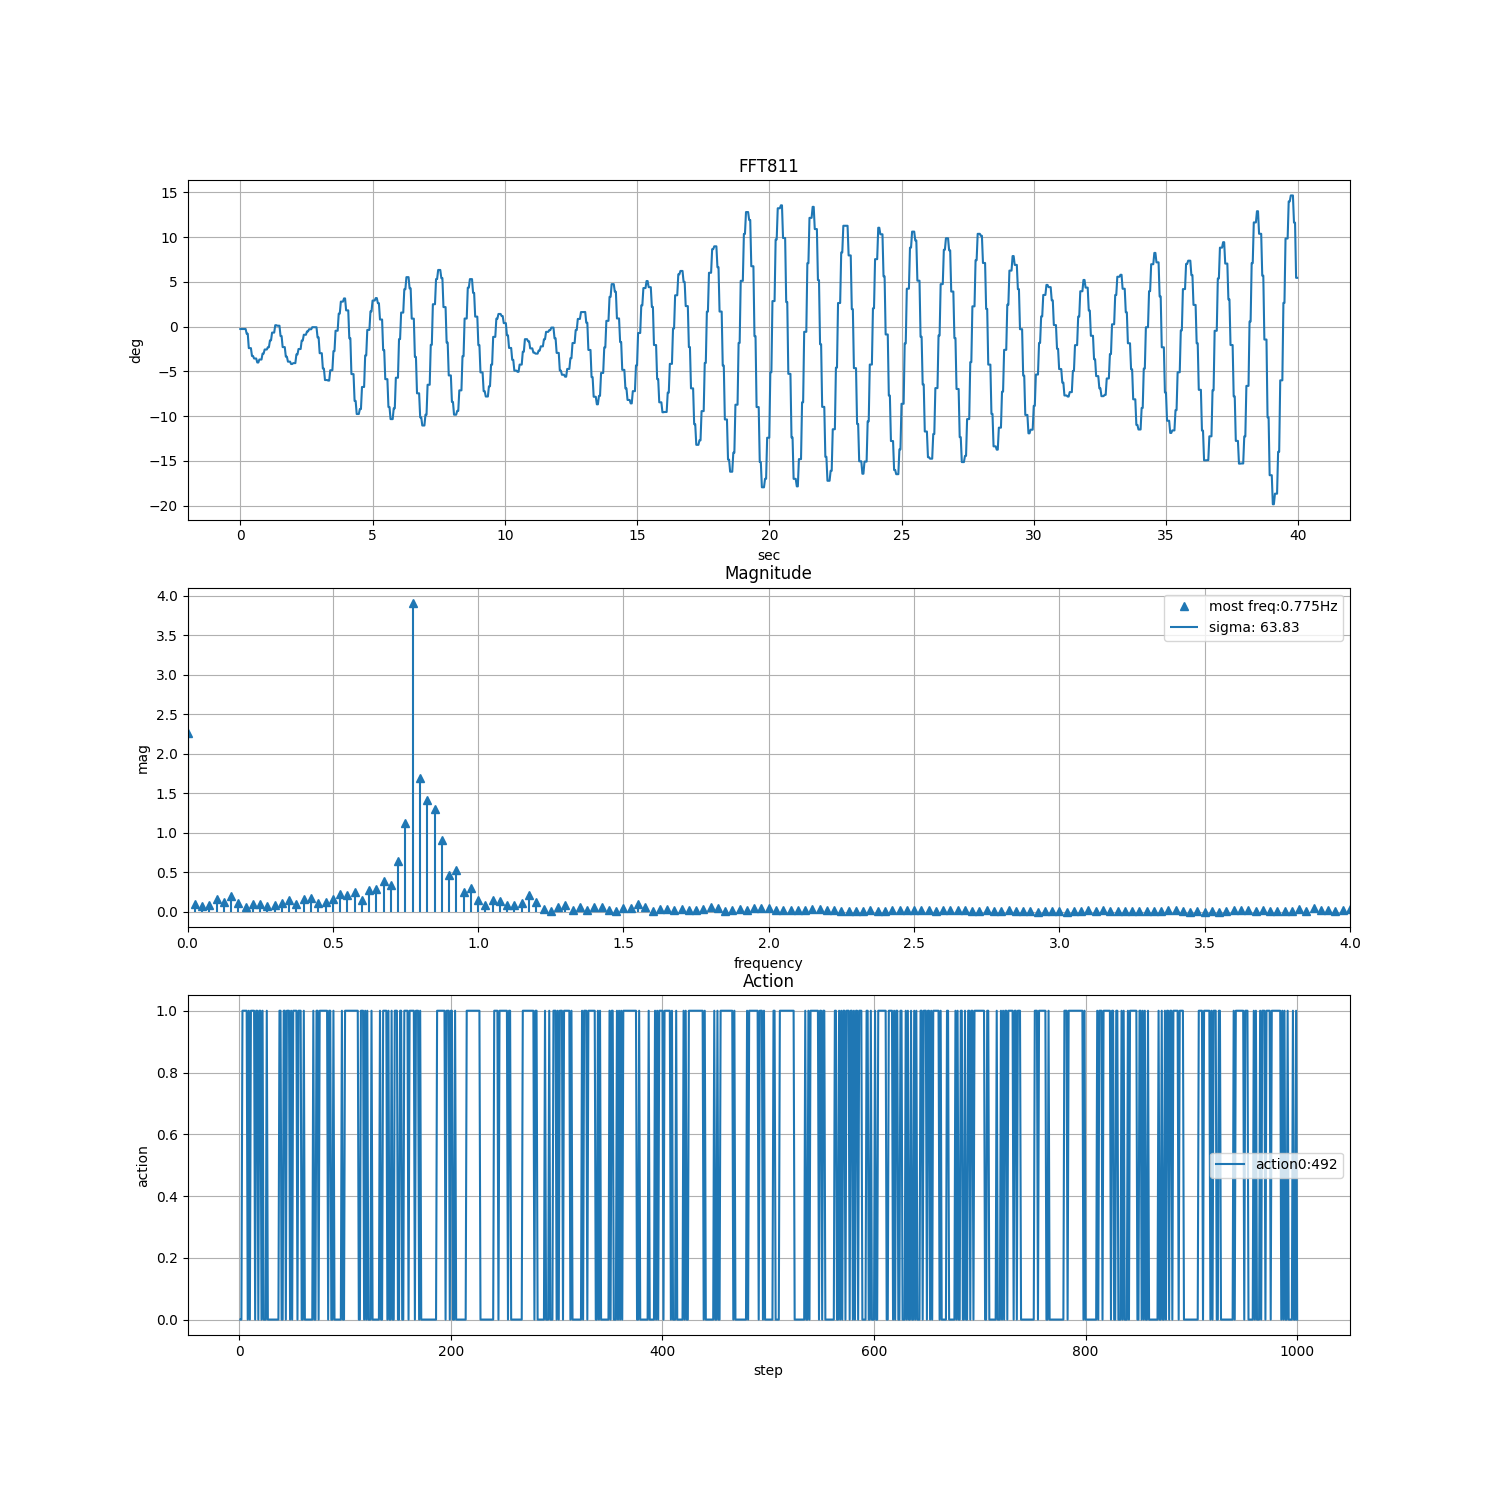 FFT811
15
10
5
0
−5
−10
−15
−20
deg
0 5 10 15 20 25 30 35 40
sec
Magnitude
4.0
3.5
3.0
2.5
2.0
1.5
1.0
0.5
0.0
mag
most freq:0.775Hz
sigma: 63.83
0.0 0.5 1.0 1.5 2.0 2.5 3.0 3.5 4.0
frequency
Action
1.0
0.8
0.6
0.4
0.2
0.0
action
action0:492
0 200 400 600 800 1000
step